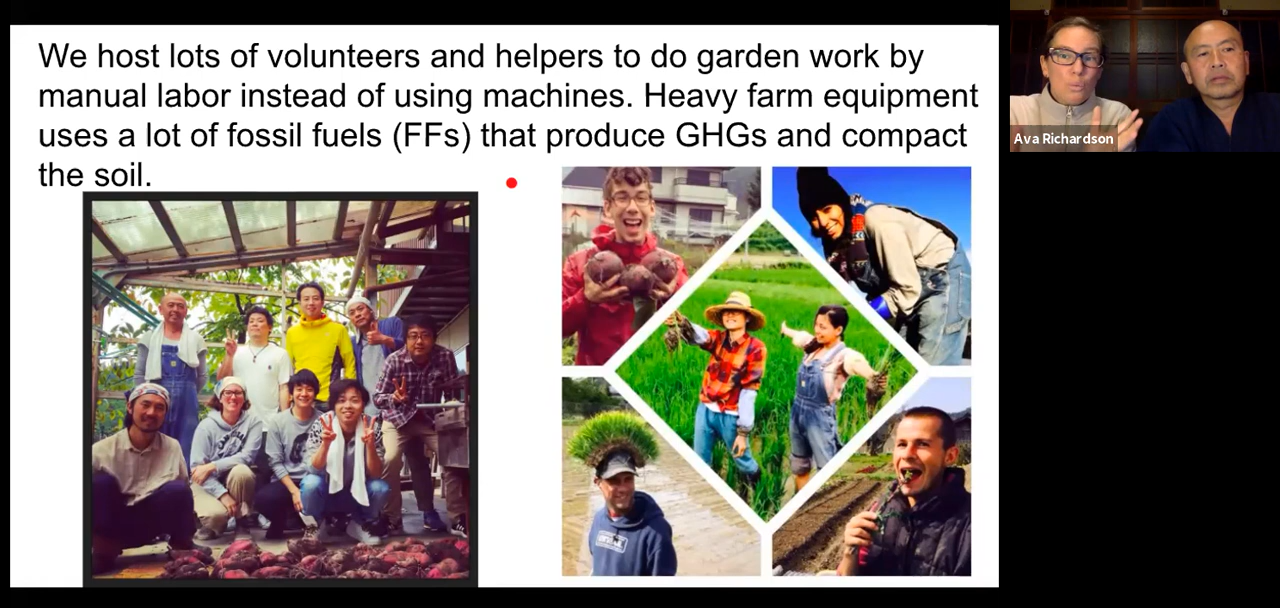 We host lots of volunteers and helpers to do garden work by
manual labor instead of using machines. Heavy farm equipment
uses a lot of fossil fuels (FFs) that produce GHGs and compact
the soil.
Ava Richardson